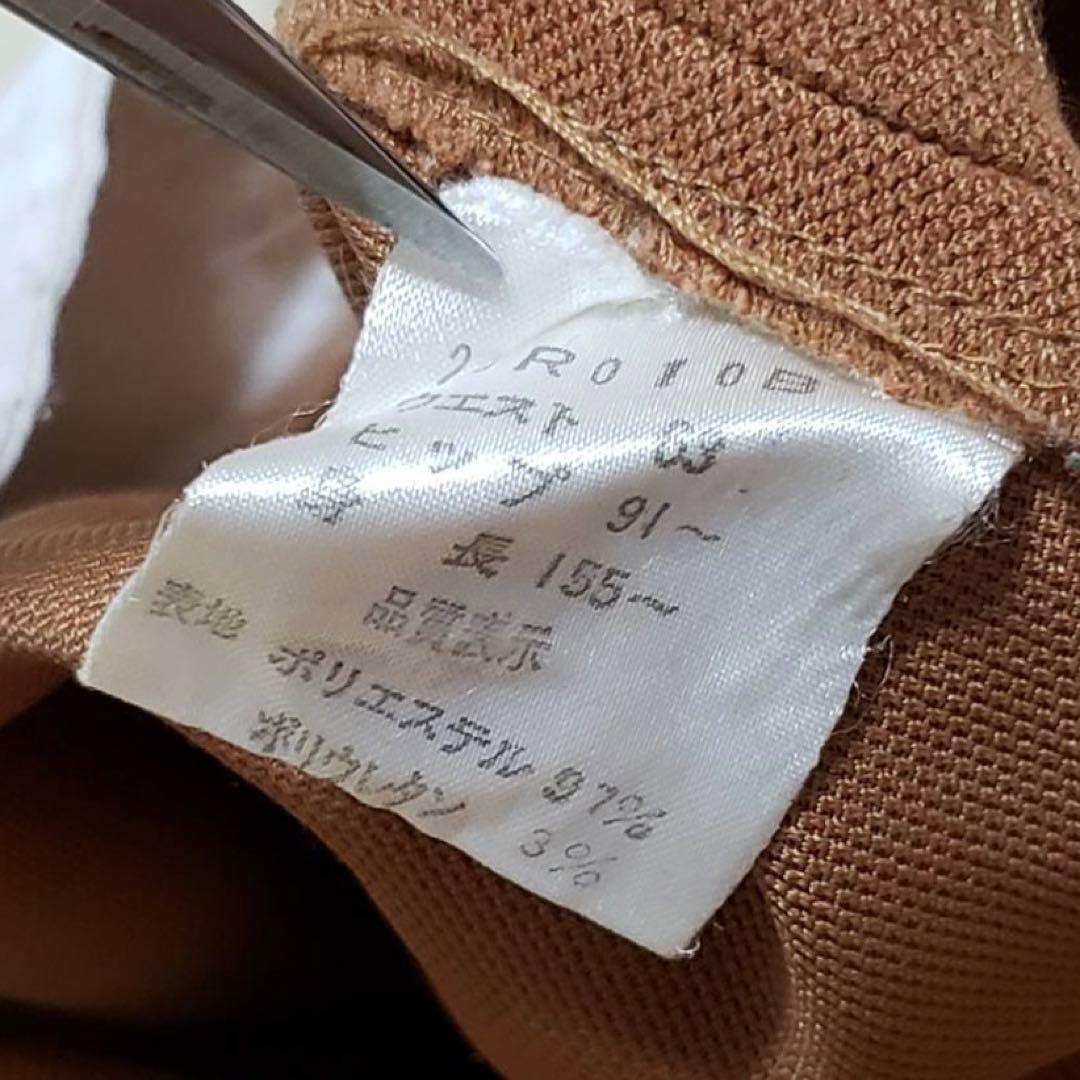 R010B
ウエスト
ヒップ 91～
身長 155～
品質表示
表地 ポリエステル 97%
ポリウレタン 3%